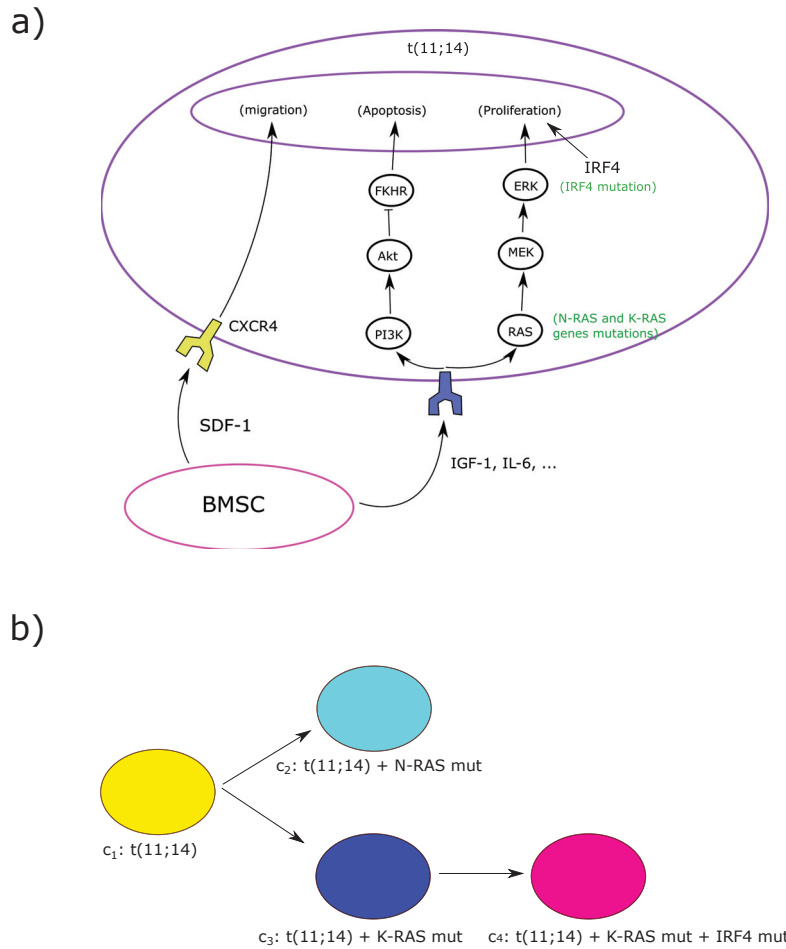 a)
t(11;14)
(migration)
(Apoptosis)
(Proliferation)
IRF4
(IRF4 mutation)
FKHR
ERK
Akt
MEK
CXCR4
PI3K
RAS
(N-RAS and K-RAS
genes mutations)
SDF-1
IGF-1, IL-6, ...
BMSC
b)
c₂: t(11;14) + N-RAS mut
c₁: t(11;14)
c₃: t(11;14) + K-RAS mut
c₄: t(11;14) + K-RAS mut + IRF4 mut